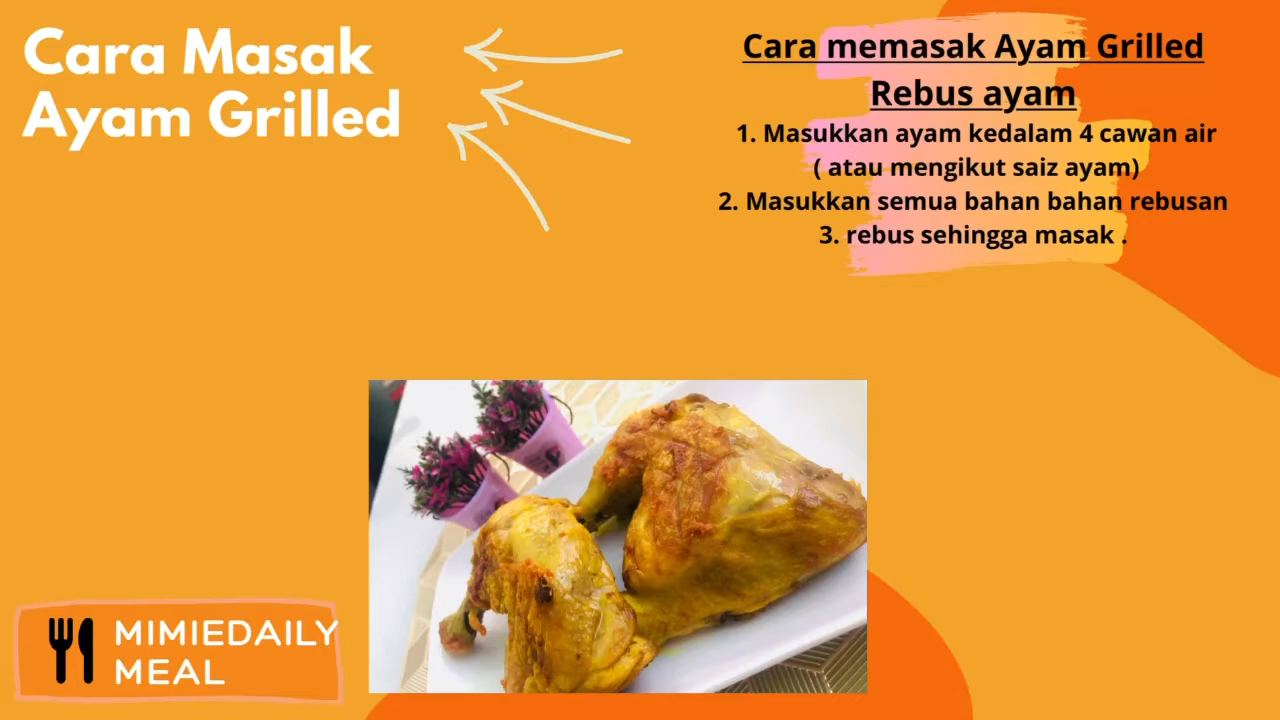 Cara Masak
Ayam Grilled
Cara memasak Ayam Grilled
Rebus ayam
1. Masukkan ayam kedalam 4 cawan air
( atau mengikut saiz ayam)
2. Masukkan semua bahan bahan rebusan
3. rebus sehingga masak .
MIMIEDAILY
MEAL